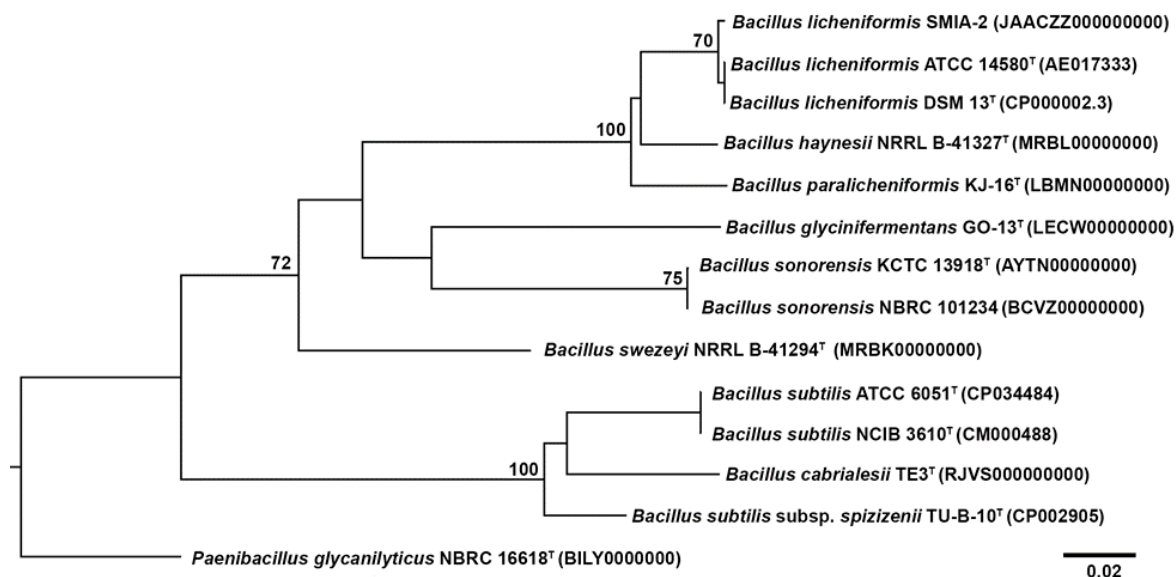 Bacillus licheniformis SMIA-2 (JAACZZ000000000)
70
Bacillus licheniformis ATCC 14580ᵀ (AE017333)
Bacillus licheniformis DSM 13ᵀ (CP000002.3)
100
Bacillus haynesii NRRL B-41327ᵀ (MRBL00000000)
Bacillus paralicheniformis KJ-16ᵀ (LBMN00000000)
Bacillus glycinifermentans GO-13ᵀ (LECW00000000)
72
Bacillus sonorensis KCTC 13918ᵀ (AYTN00000000)
75
Bacillus sonorensis NBRC 101234 (BCVZ00000000)
Bacillus swezeyi NRRL B-41294ᵀ (MRBK00000000)
Bacillus subtilis ATCC 6051ᵀ (CP034484)
Bacillus subtilis NCIB 3610ᵀ (CM000488)
100
Bacillus cabrialesii TE3ᵀ (RJVS000000000)
Bacillus subtilis subsp. spizizenii TU-B-10ᵀ (CP002905)
Paenibacillus glycanilyticus NBRC 16618ᵀ (BILY0000000)
0.02